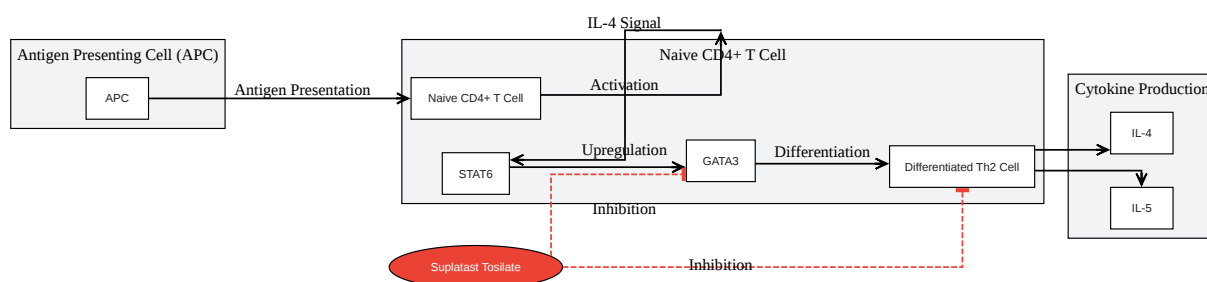 IL-4 Signal
Antigen Presenting Cell (APC)
Naive CD4+ T Cell
APC
Antigen Presentation
Naive CD4+ T Cell
Activation
Cytokine Production
IL-4
Upregulation
STAT6
GATA3
Differentiation
Differentiated Th2 Cell
IL-5
Inhibition
Suplatast Tosilate
Inhibition